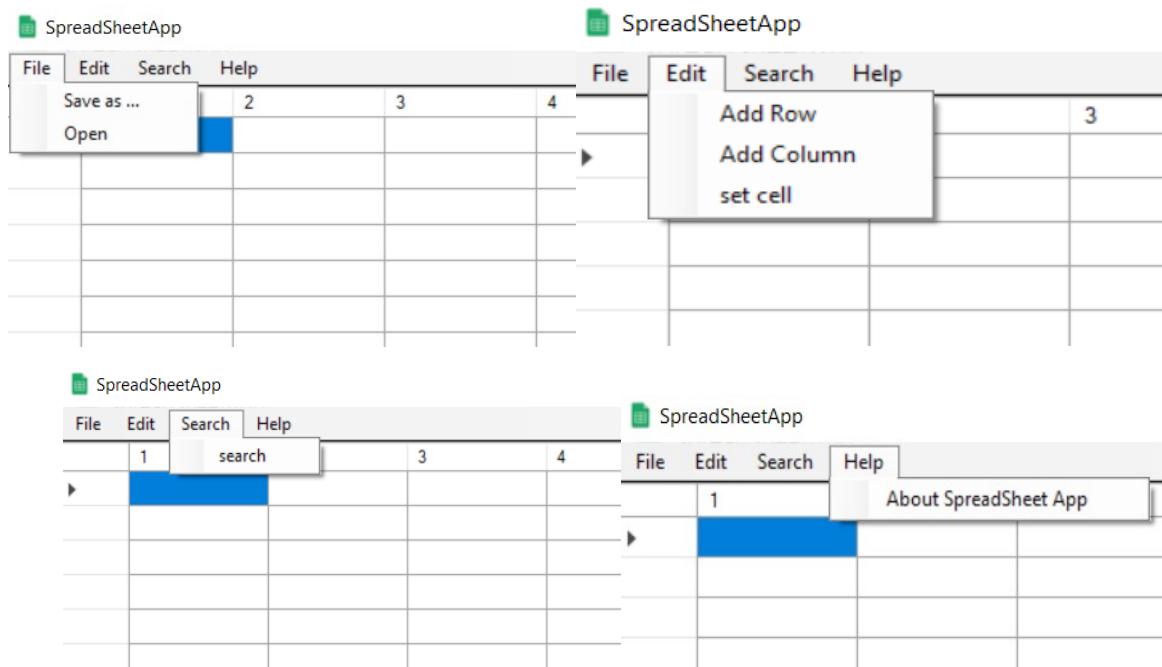 SpreadSheetApp
File Edit Search Help
Save as ...
Open
2 3 4
SpreadSheetApp
File Edit Search Help
Add Row
Add Column
set cell
3
SpreadSheetApp
File Edit Search Help
search
1 3 4
SpreadSheetApp
File Edit Search Help
About SpreadSheet App
1